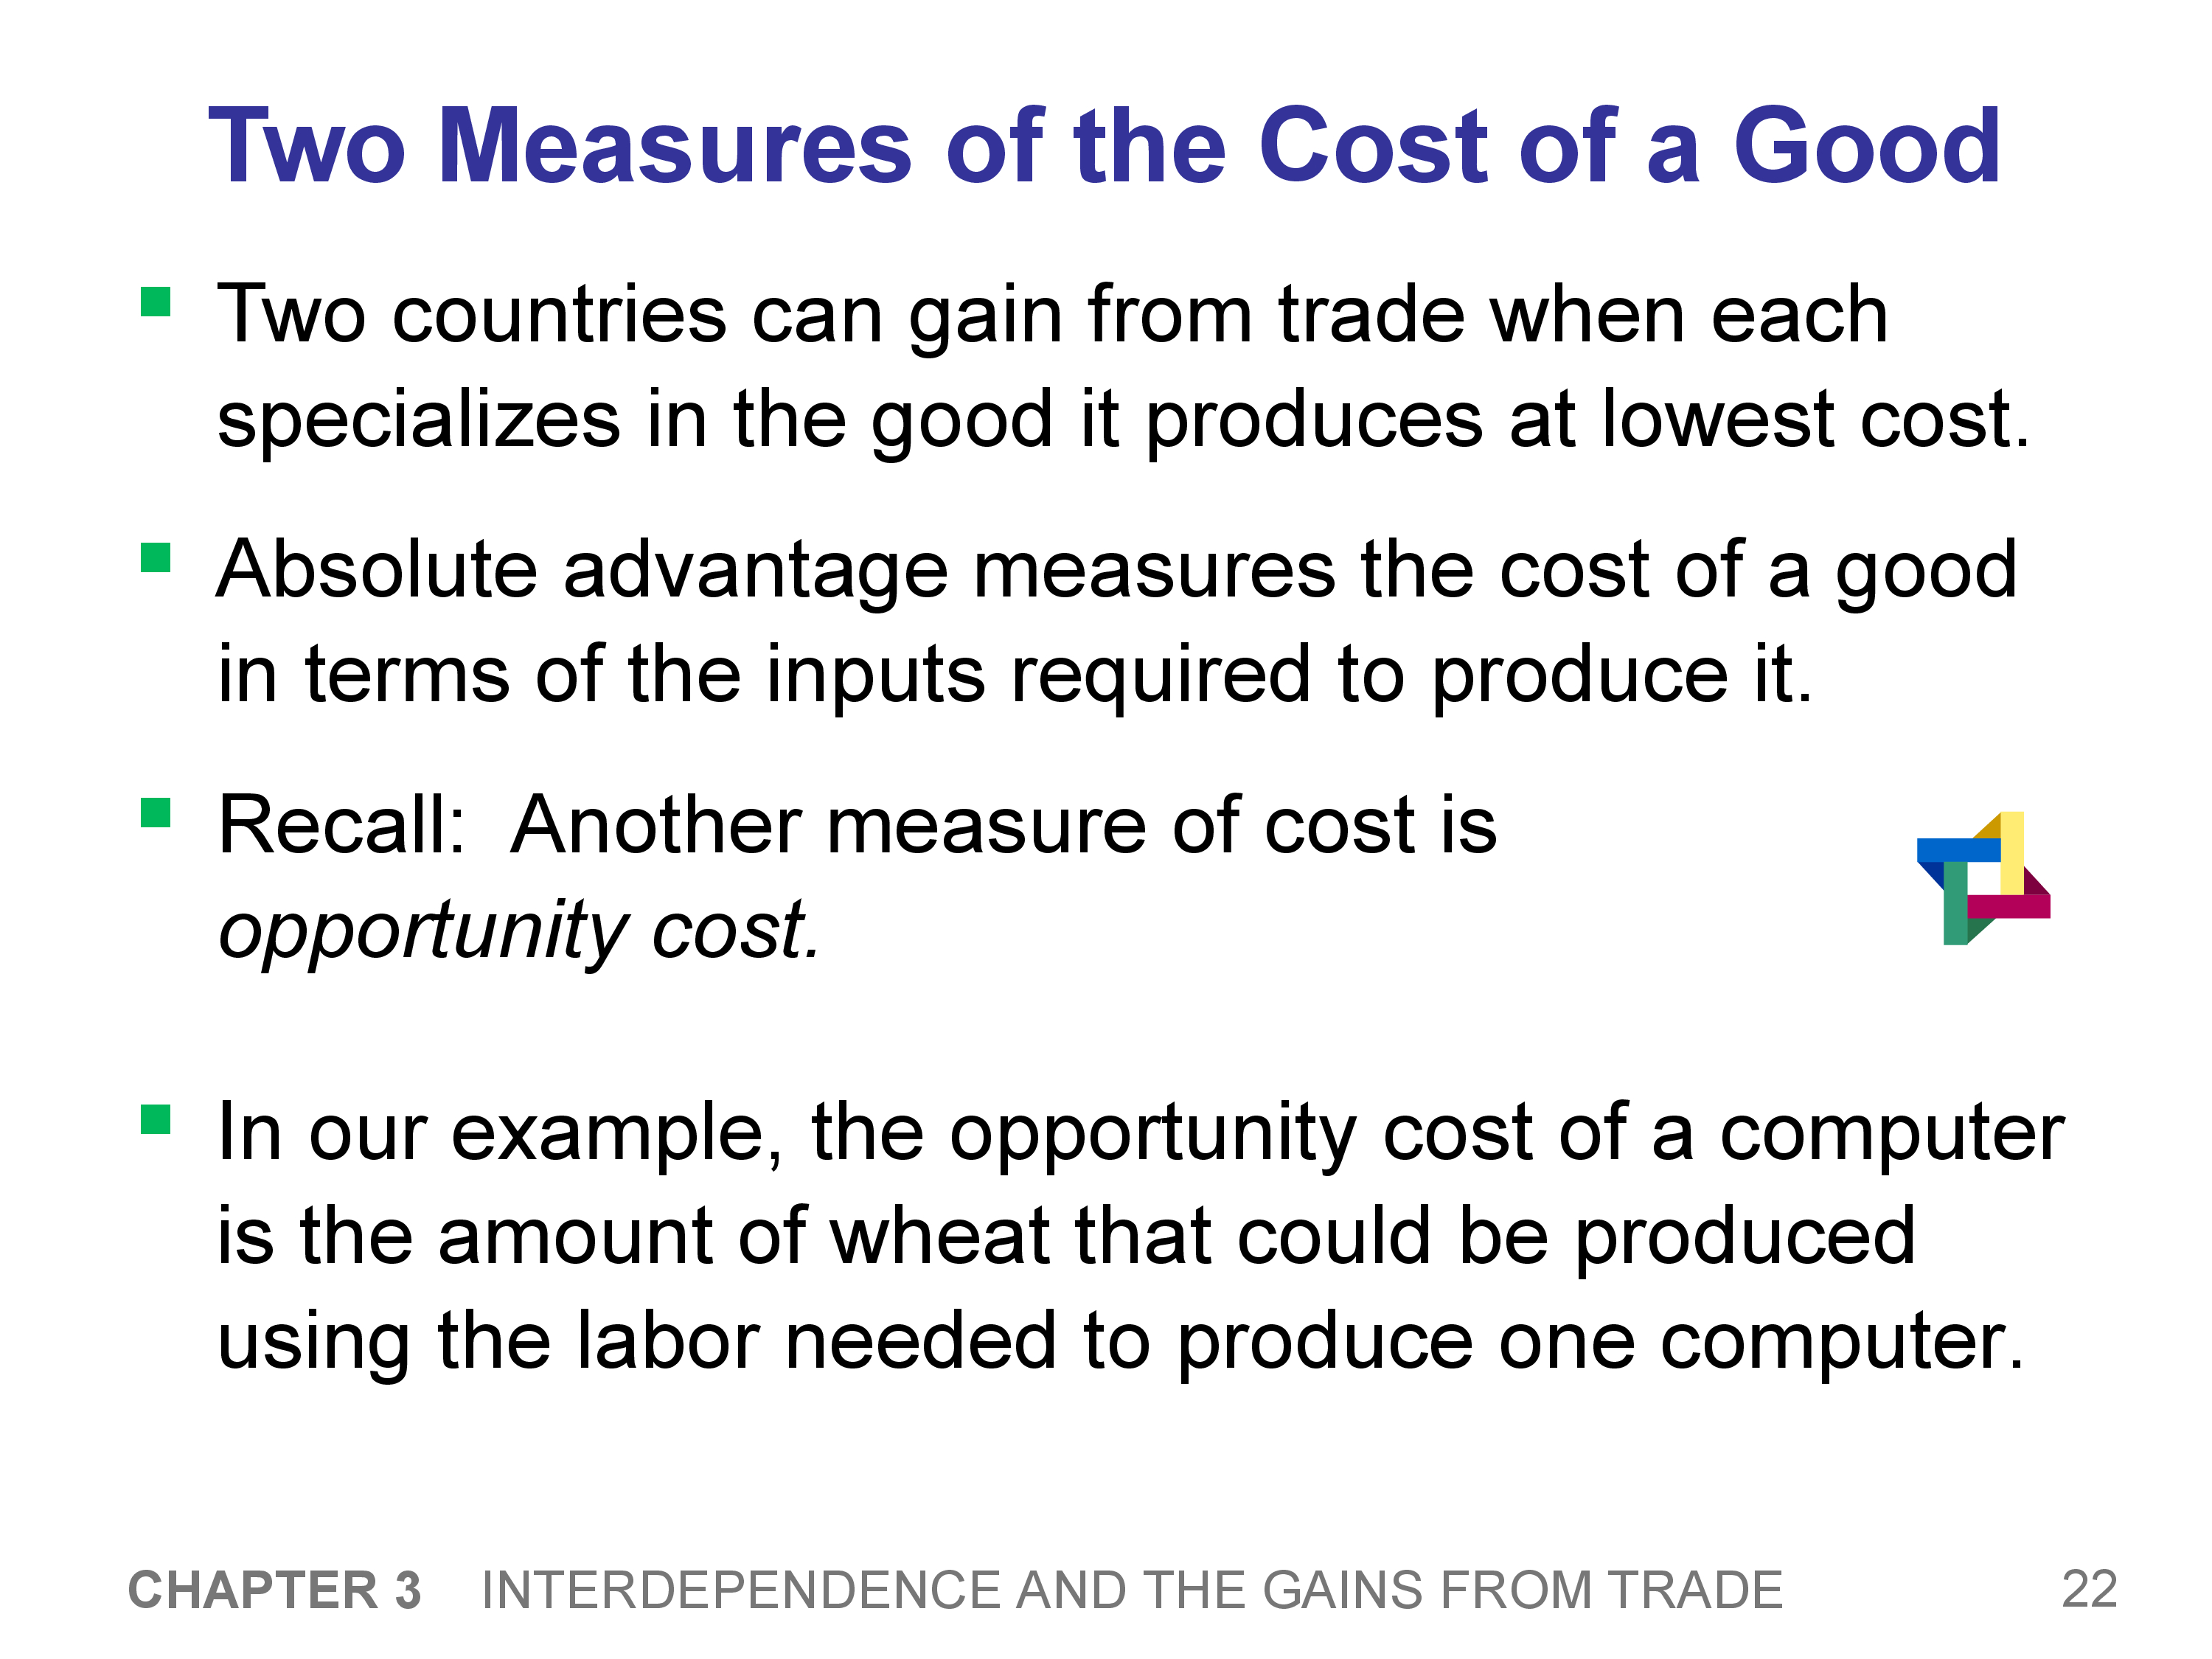 Two Measures of the Cost of a Good
Two countries can gain from trade when each
specializes in the good it produces at lowest cost.
Absolute advantage measures the cost of a good
in terms of the inputs required to produce it.
Recall:  Another measure of cost is
opportunity cost.
In our example, the opportunity cost of a computer
is the amount of wheat that could be produced
using the labor needed to produce one computer.
CHAPTER 3 INTERDEPENDENCE AND THE GAINS FROM TRADE 22